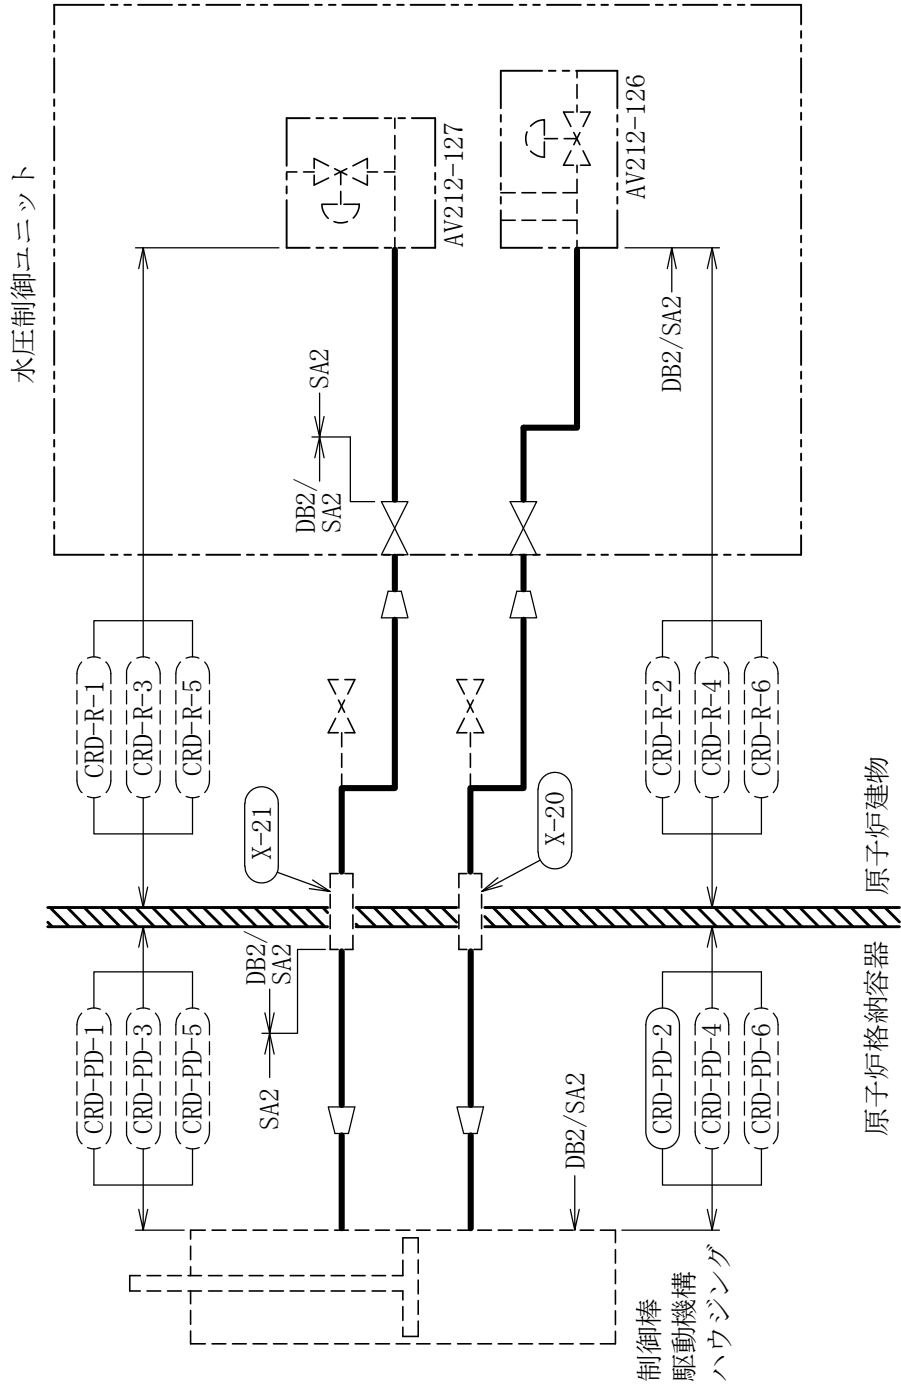 水圧制御ユニット
AV212-127
AV212-126
SA2
DB2/
SA2
DB2/SA2
CRD-R-1
CRD-R-3
CRD-R-5
CRD-R-2
CRD-R-4
CRD-R-6
X-21
X-20
原子炉建物
原子炉格納容器
DB2/
SA2
SA2
DB2/SA2
CRD-PD-1
CRD-PD-3
CRD-PD-5
CRD-PD-2
CRD-PD-4
CRD-PD-6
制御棒
駆動機構
ハウジング